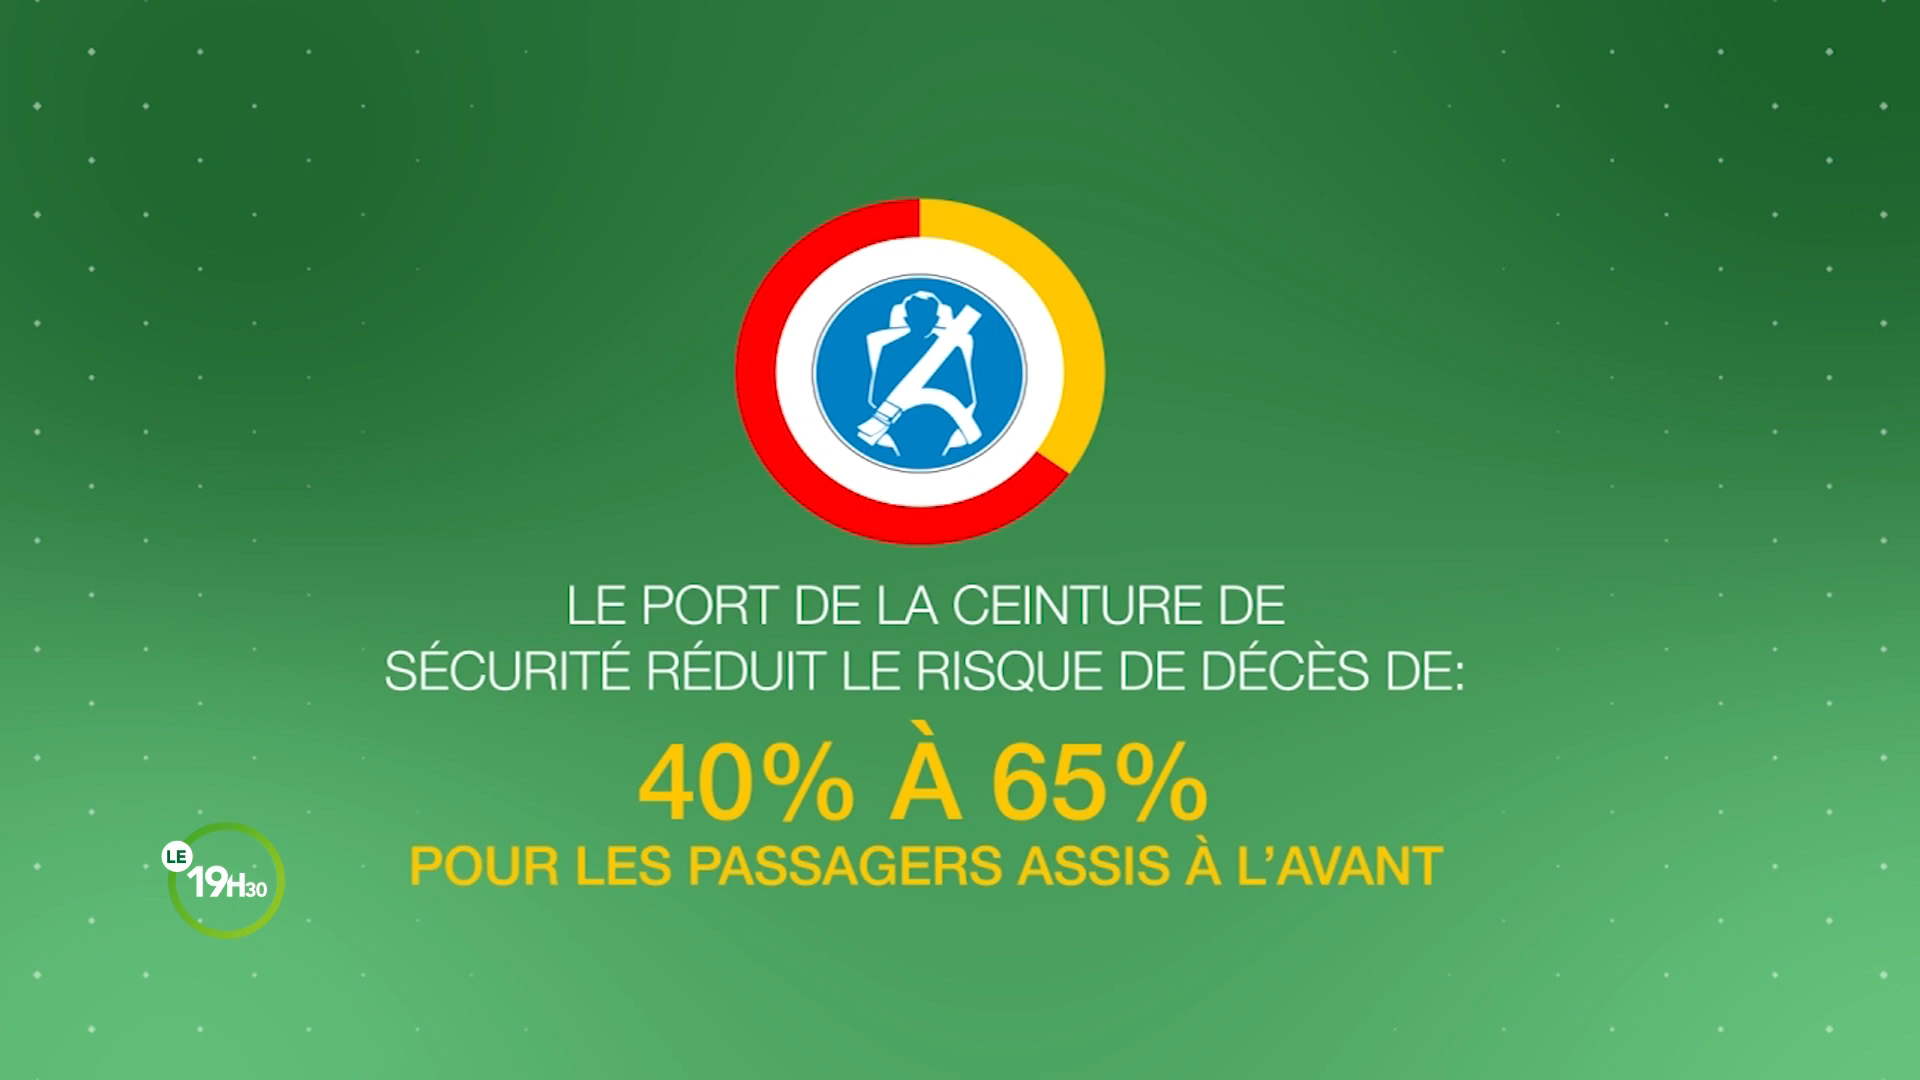 LE PORT DE LA CEINTURE DE
SÉCURITÉ RÉDUIT LE RISQUE DE DÉCÈS DE:
40% À 65%
POUR LES PASSAGERS ASSIS À L’AVANT
LE
19H30